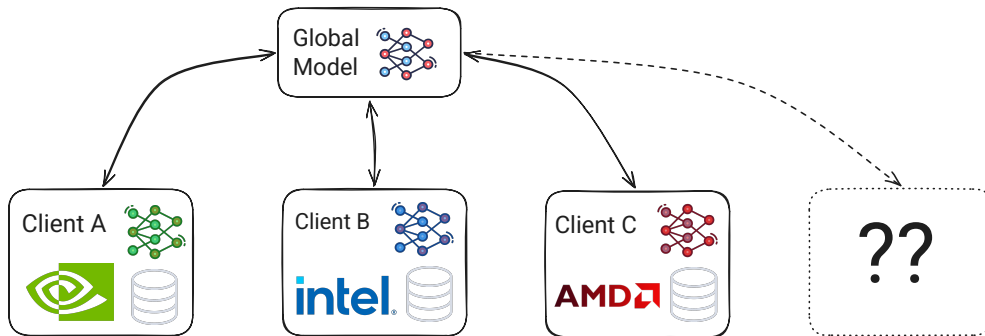 Global
Model
Client A
Client B
Client C
intel.
AMD
??